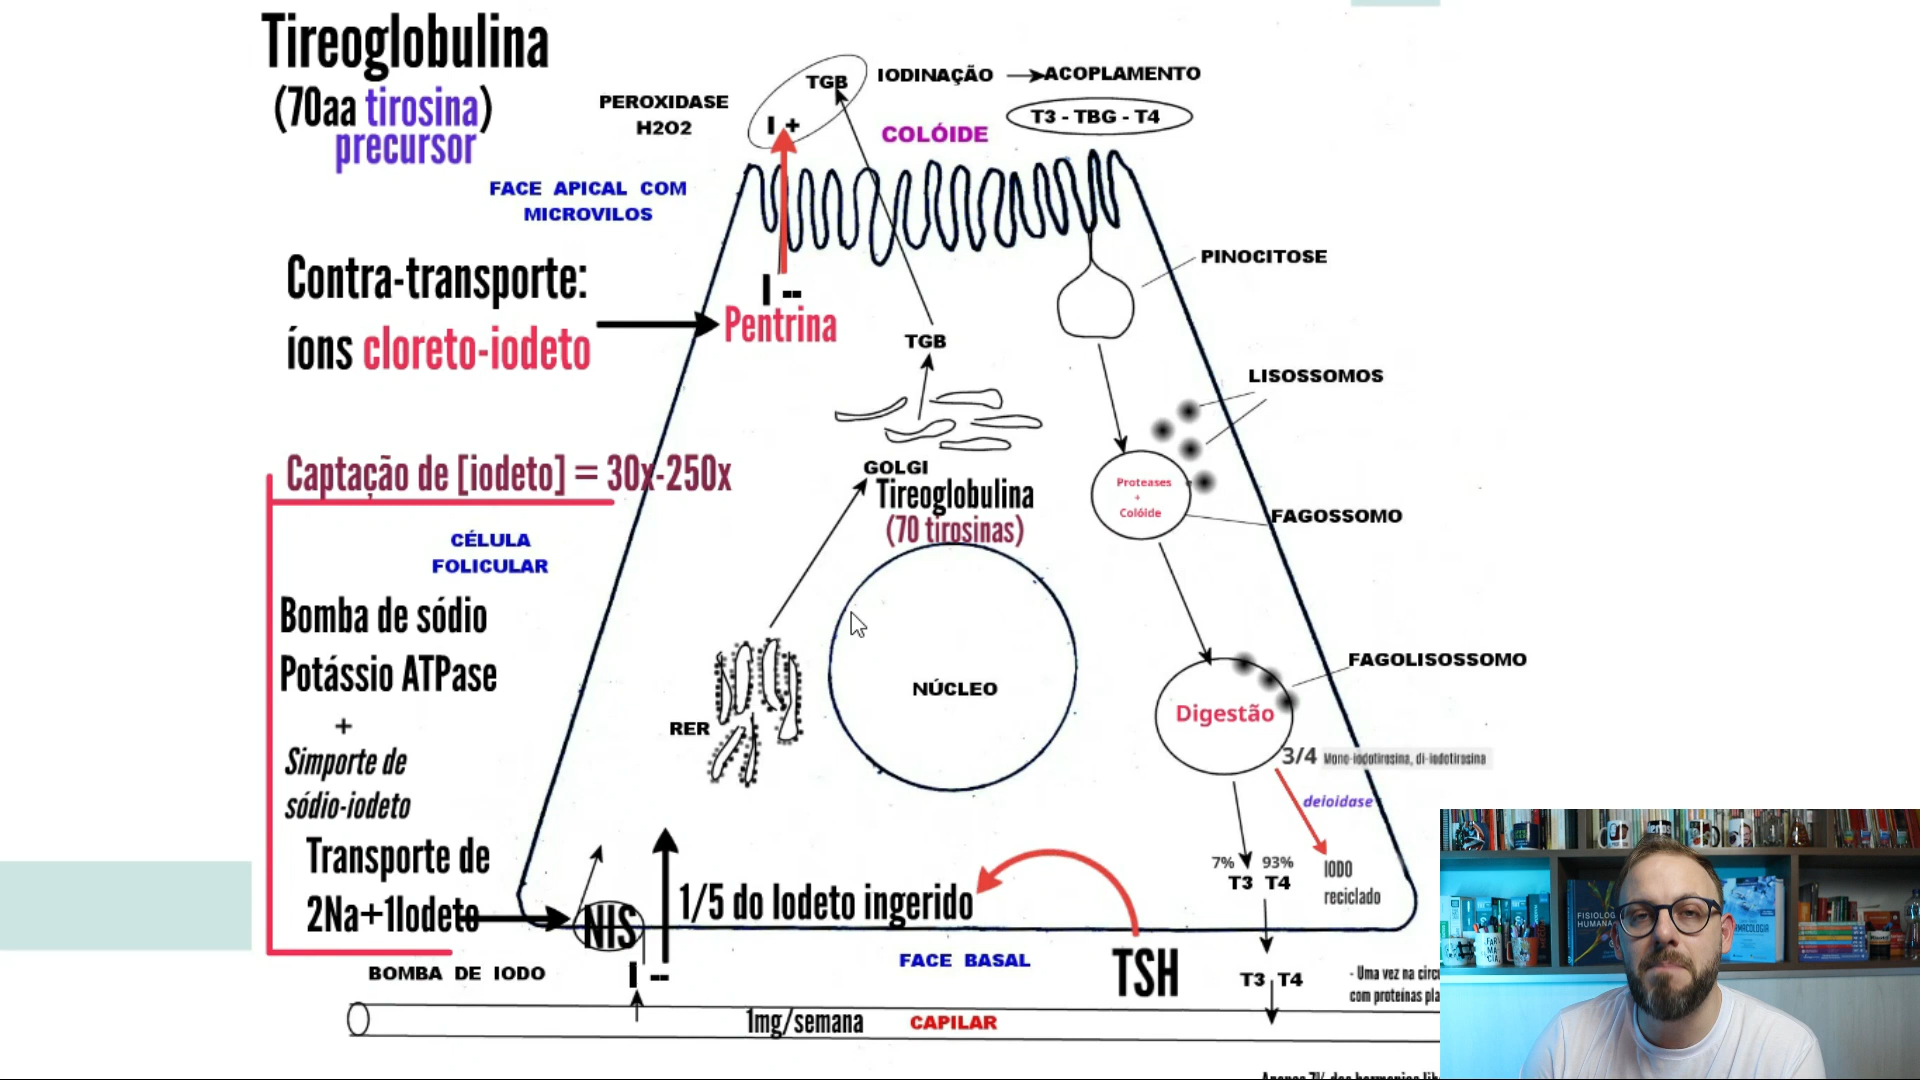 Tireoglobulina
(70aa tirosina)
precursor
PEROXIDASE
H2O2
TGB
I +
IODINAÇÃO
ACOPLAMENTO
T3 - TBG - T4
COLÓIDE
FACE APICAL COM
MICROVILOS
Contra-transporte:
íons cloreto-iodeto
I --
Pentrina
PINOCITOSE
TGB
LISOSSOMOS
GOLGI
Tireoglobulina
(70 tirosinas)
Proteases
+
Colóide
FAGOSSOMO
Captação de [iodeto] = 30x-250x
CÉLULA
FOLICULAR
Bomba de sódio
Potássio ATPase
+
Simporte de
sódio-iodeto
Transporte de
2Na+1Iodeto
RER
NÚCLEO
FAGOLISOSSOMO
Digestão
3/4 Mono-iodotirosina, di-iodotirosina
deioidase
7% 93%
T3 T4
IODO
reciclado
NIS
1/5 do Iodeto ingerido
BOMBA DE IODO
I --
FACE BASAL
TSH
T3 T4
- Uma vez na circu
com proteínas pla
1mg/semana
CAPILAR
FISIOLOG
HUMANA